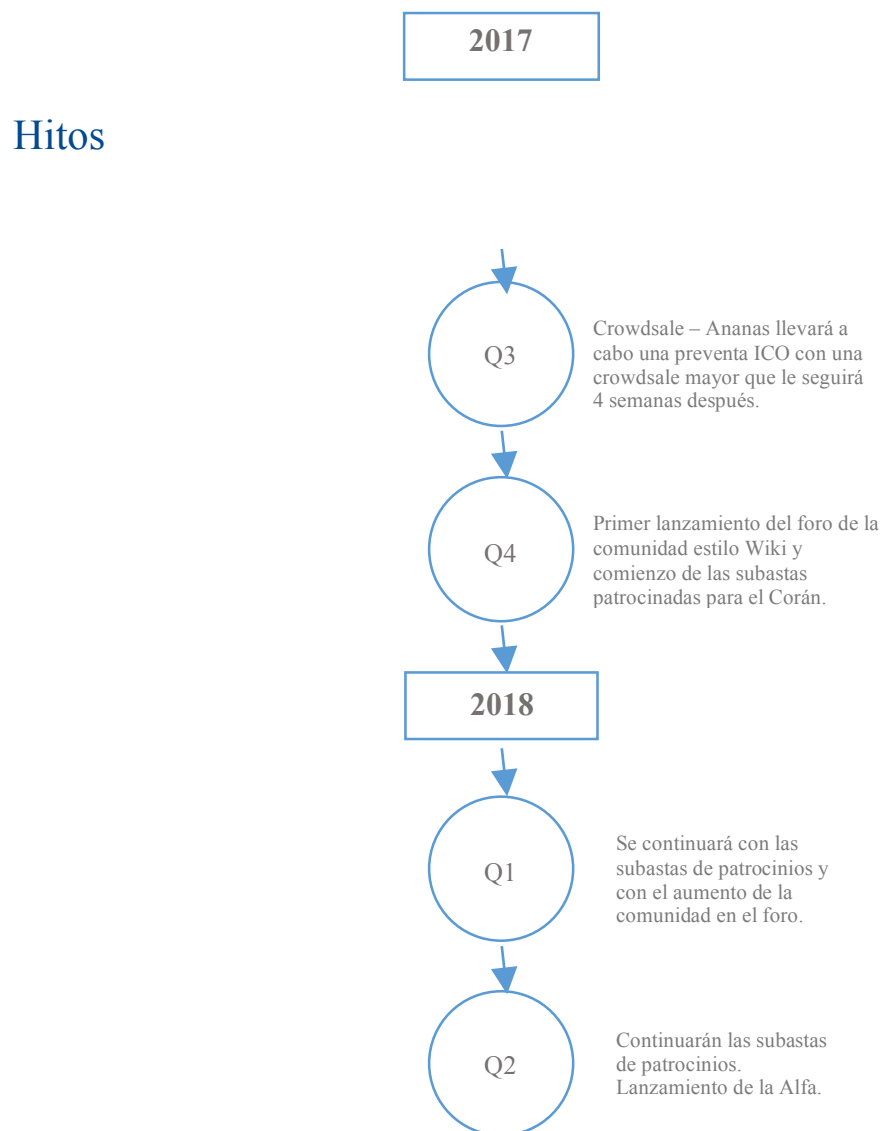 2017
Hitos
Q3
Crowdsale – Ananas llevará a
cabo una preventa ICO con una
crowdsale mayor que le seguirá
4 semanas después.
Q4
Primer lanzamiento del foro de la
comunidad estilo Wiki y
comienzo de las subastas
patrocinadas para el Corán.
2018
Q1
Se continuará con las
subastas de patrocinios y
con el aumento de la
comunidad en el foro.
Q2
Continuarán las subastas
de patrocinios.
Lanzamiento de la Alfa.